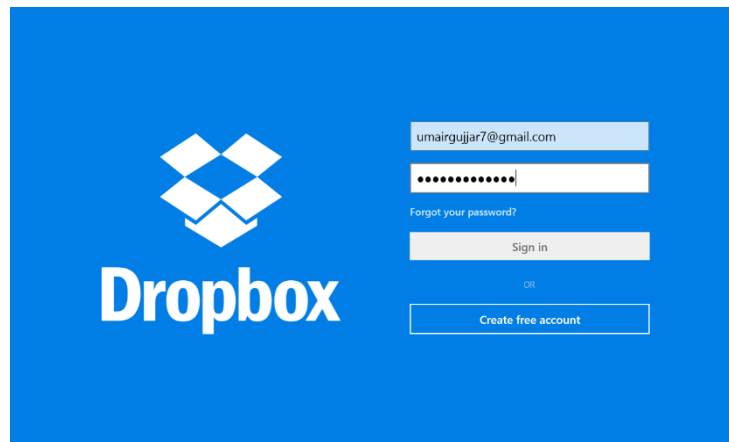 umairgujjar7@gmail.com
●●●●●●●●●●●●●
Forgot your password?
Sign in
OR
Dropbox
Create free account